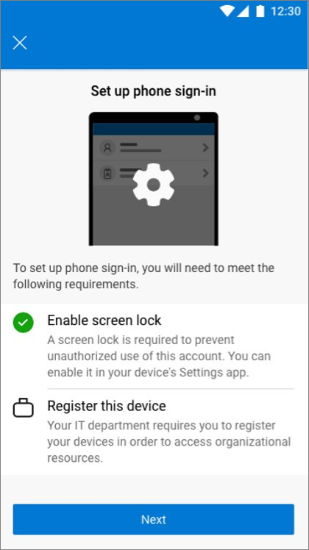 12:30
Set up phone sign-in
To set up phone sign-in, you will need to meet the
following requirements.
Enable screen lock
A screen lock is required to prevent
unauthorized use of this account. You can
enable it in your device's Settings app.
Register this device
Your IT department requires you to register
your devices in order to access organizational
resources.
Next